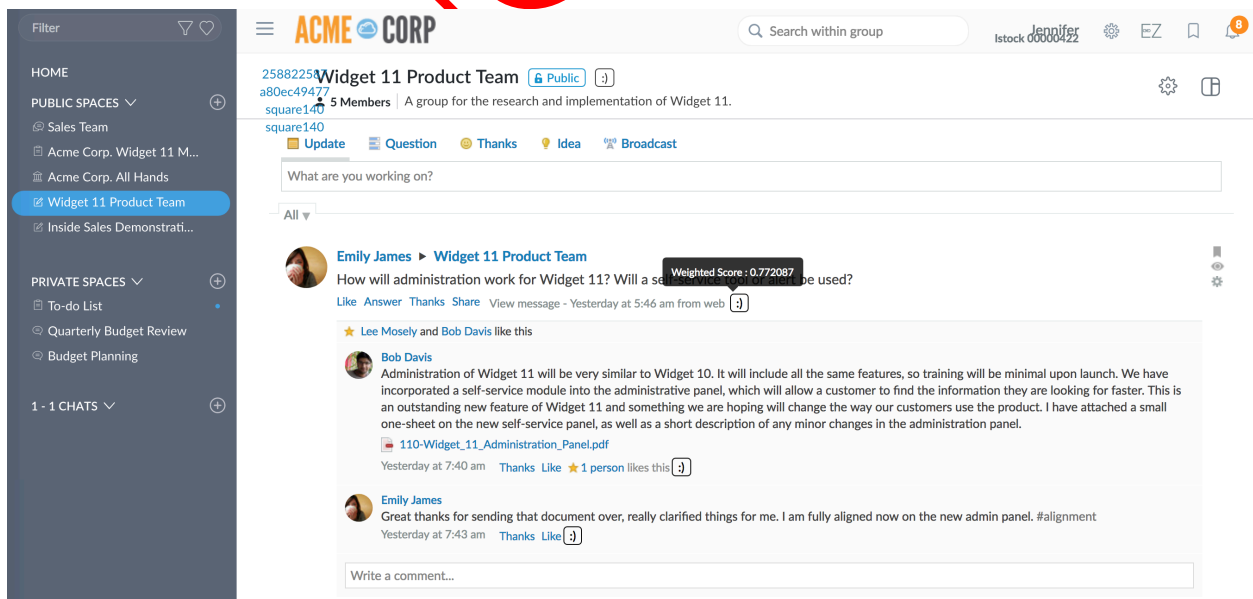 Filter
HOME
PUBLIC SPACES
Sales Team
Acme Corp. Widget 11 M...
Acme Corp. All Hands
Widget 11 Product Team
Inside Sales Demonstrati...
PRIVATE SPACES
To-do List
Quarterly Budget Review
Budget Planning
1 - 1 CHATS
ACME CORP
Search within group
Jennifer
Istock 00000422
8
258822587
a80ec49477
square140
square140
Widget 11 Product Team Public :)
5 Members A group for the research and implementation of Widget 11.
Update Question Thanks Idea Broadcast
What are you working on?
All
Emily James Widget 11 Product Team
Weighted Score : 0.772087
How will administration work for Widget 11? Will a self-service tool or alert be used?
Like Answer Thanks Share View message - Yesterday at 5:46 am from web :)
Lee Mosely and Bob Davis like this
Bob Davis
Administration of Widget 11 will be very similar to Widget 10. It will include all the same features, so training will be minimal upon launch. We have
incorporated a self-service module into the administrative panel, which will allow a customer to find the information they are looking for faster. This is
an outstanding new feature of Widget 11 and something we are hoping will change the way our customers use the product. I have attached a small
one-sheet on the new self-service panel, as well as a short description of any minor changes in the administration panel.
110-Widget_11_Administration_Panel.pdf
Yesterday at 7:40 am Thanks Like 1 person likes this :)
Emily James
Great thanks for sending that document over, really clarified things for me. I am fully aligned now on the new admin panel. #alignment
Yesterday at 7:43 am Thanks Like :)
Write a comment...